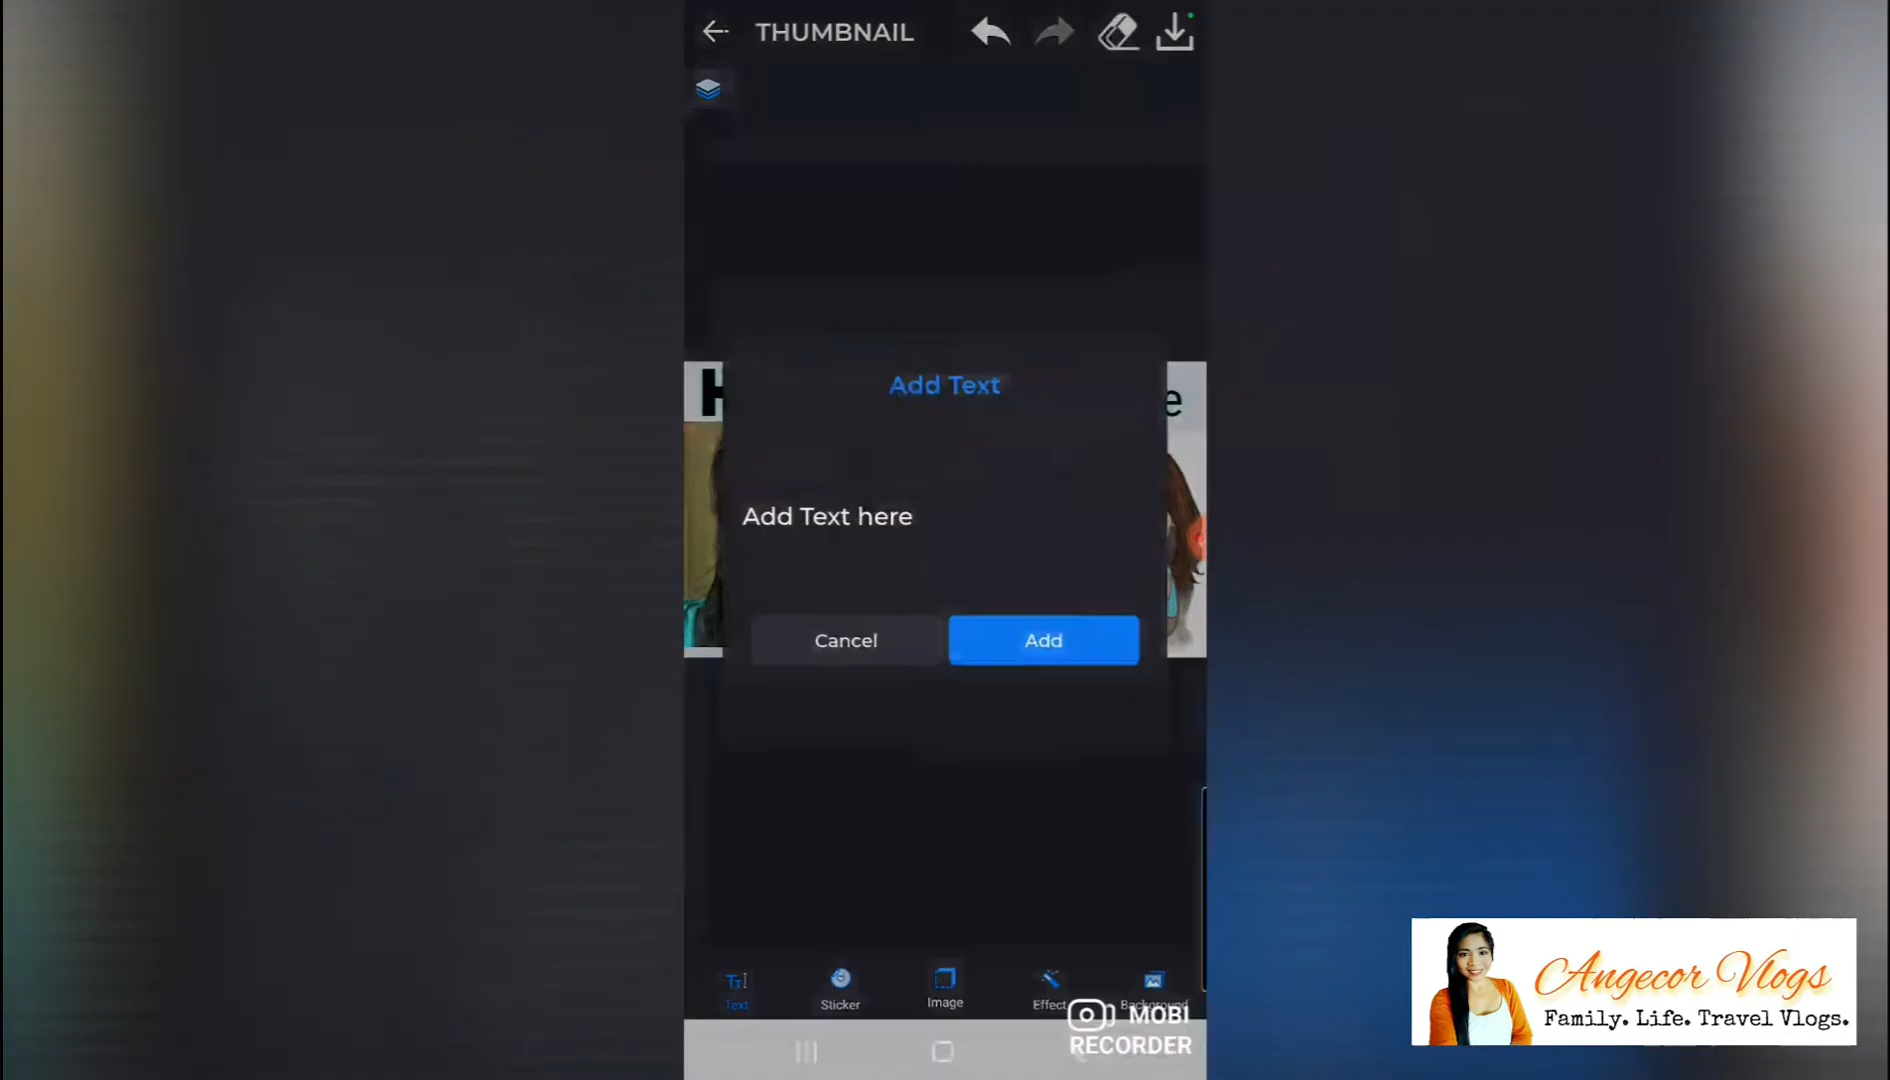 THUMBNAIL
H
e
Add Text
Add Text here
Cancel
Add
Text
Sticker
Image
Effect
Background
MOBI
RECORDER
Angecor Vlogs
Family. Life. Travel Vlogs.